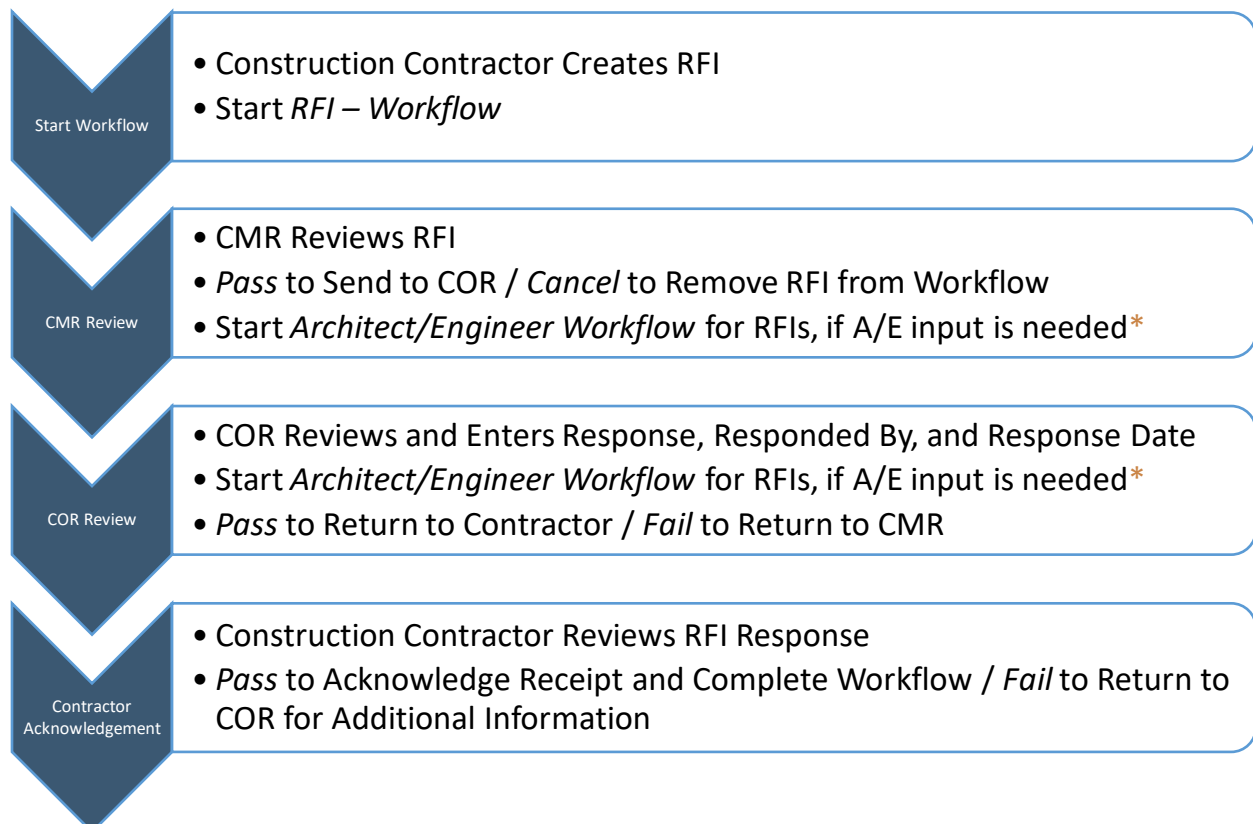 Start Workflow
• Construction Contractor Creates RFI
• Start RFI – Workflow
CMR Review
• CMR Reviews RFI
• Pass to Send to COR / Cancel to Remove RFI from Workflow
• Start Architect/Engineer Workflow for RFIs, if A/E input is needed*
COR Review
• COR Reviews and Enters Response, Responded By, and Response Date
• Start Architect/Engineer Workflow for RFIs, if A/E input is needed*
• Pass to Return to Contractor / Fail to Return to CMR
Contractor
Acknowledgement
• Construction Contractor Reviews RFI Response
• Pass to Acknowledge Receipt and Complete Workflow / Fail to Return to
COR for Additional Information